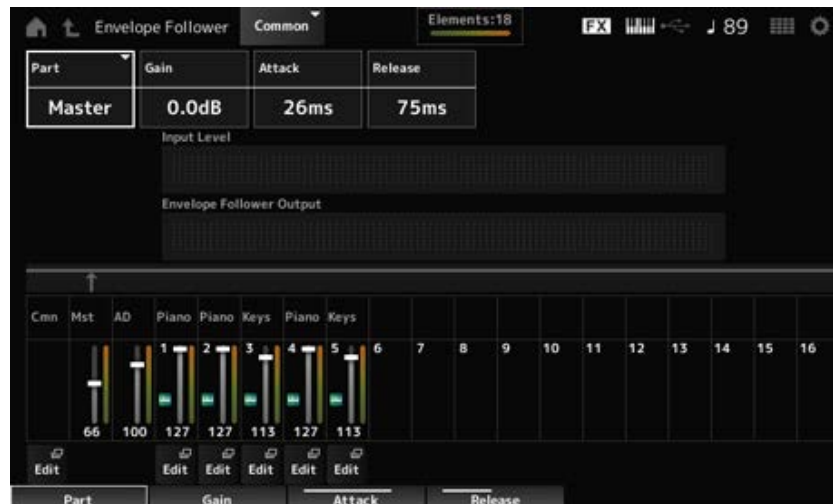 Envelope Follower Common Elements:18 FX ♩ 89
Part Gain Attack Release
Master 0.0dB 26ms 75ms
Input Level
Envelope Follower Output
Cmn Mst AD Piano Piano Keys Piano Keys
1 2 3 4 5 6 7 8 9 10 11 12 13 14 15 16
66 100 127 127 113 127 113
Edit Edit Edit Edit Edit Edit
Part Gain Attack Release